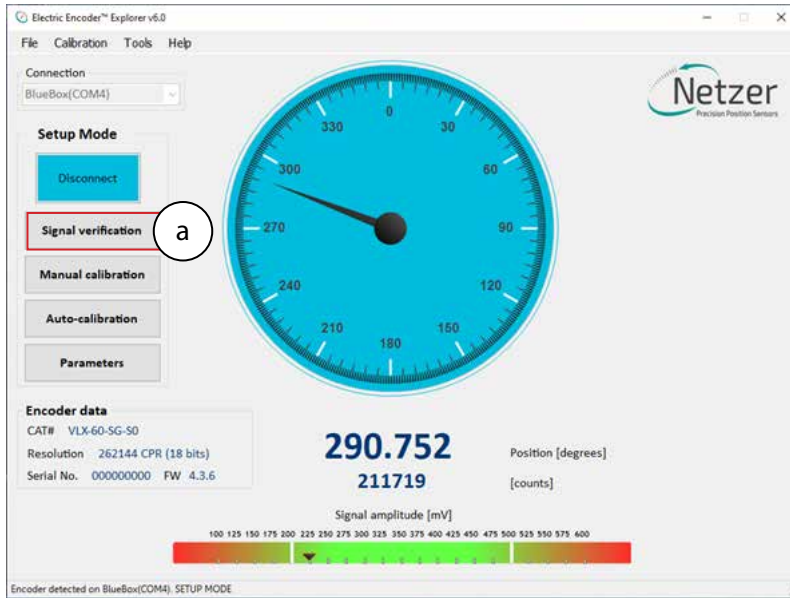 Electric Encoder™ Explorer v6.0
File Calibration Tools Help
Connection
BlueBox(COM4)
Netzer
Precision Position Sensors
Setup Mode
Disconnect
Signal verification
a
Manual calibration
Auto-calibration
Parameters
0
30
60
90
120
150
180
210
240
270
300
330
Encoder data
CAT# VLX-60-SG-S0
Resolution 262144 CPR (18 bits)
Serial No. 000000000 FW 4.3.6
290.752 Position [degrees]
211719 [counts]
Signal amplitude [mV]
100 125 150 175 200 225 250 275 300 325 350 375 400 425 450 475 500 525 550 575 600
Encoder detected on BlueBox(COM4). SETUP MODE